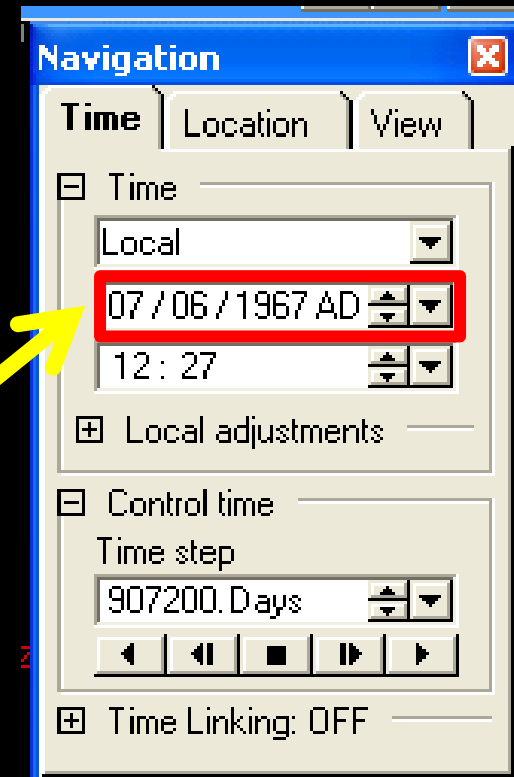 Navigation
Time Location View
Time
Local
07 / 06 / 1967 AD
12 : 27
Local adjustments
Control time
Time step
907200. Days
Time Linking: OFF